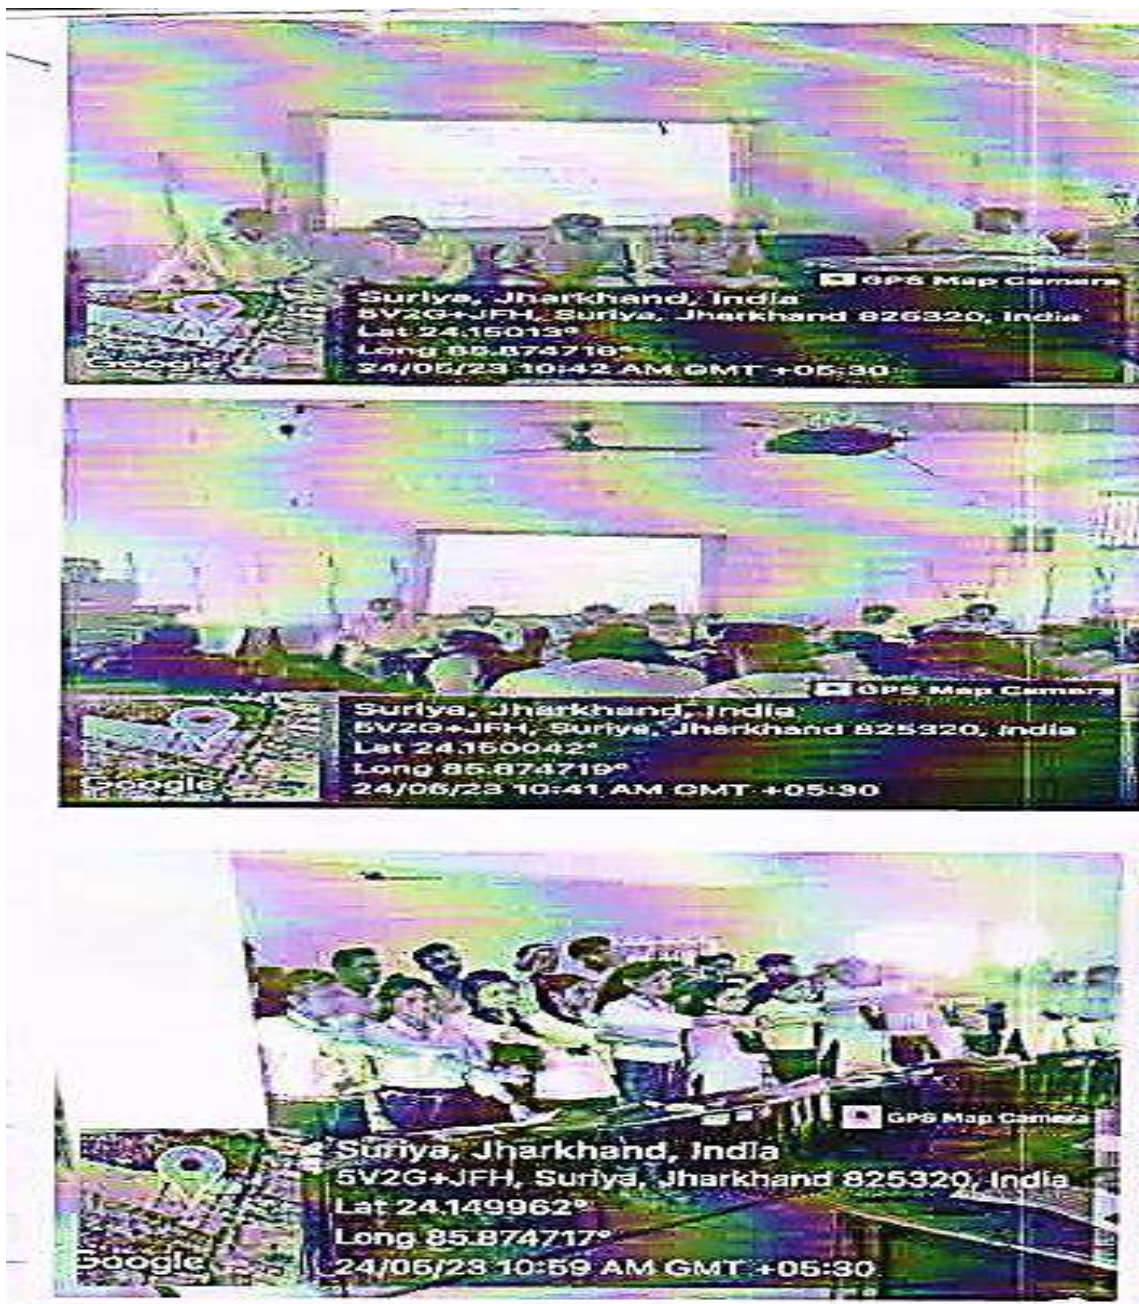 GPS Map Camera
Suriya, Jharkhand, India
5V2G+JFH, Suriya, Jharkhand 825320, India
Lat 24.15013°
Long 85.874716°
Google
24/05/23 10:42 AM GMT +05:30
GPS Map Camera
Suriya, Jharkhand, India
5V2G+JFH, Suriya, Jharkhand 825320, India
Lat 24.150042°
Long 85.874719°
Google
24/05/23 10:41 AM GMT +05:30
GPS Map Camera
Suriya, Jharkhand, India
5V2G+JFH, Suriya, Jharkhand 825320, India
Lat 24.149962°
Long 85.874717°
Google
24/05/23 10:59 AM GMT +05:30